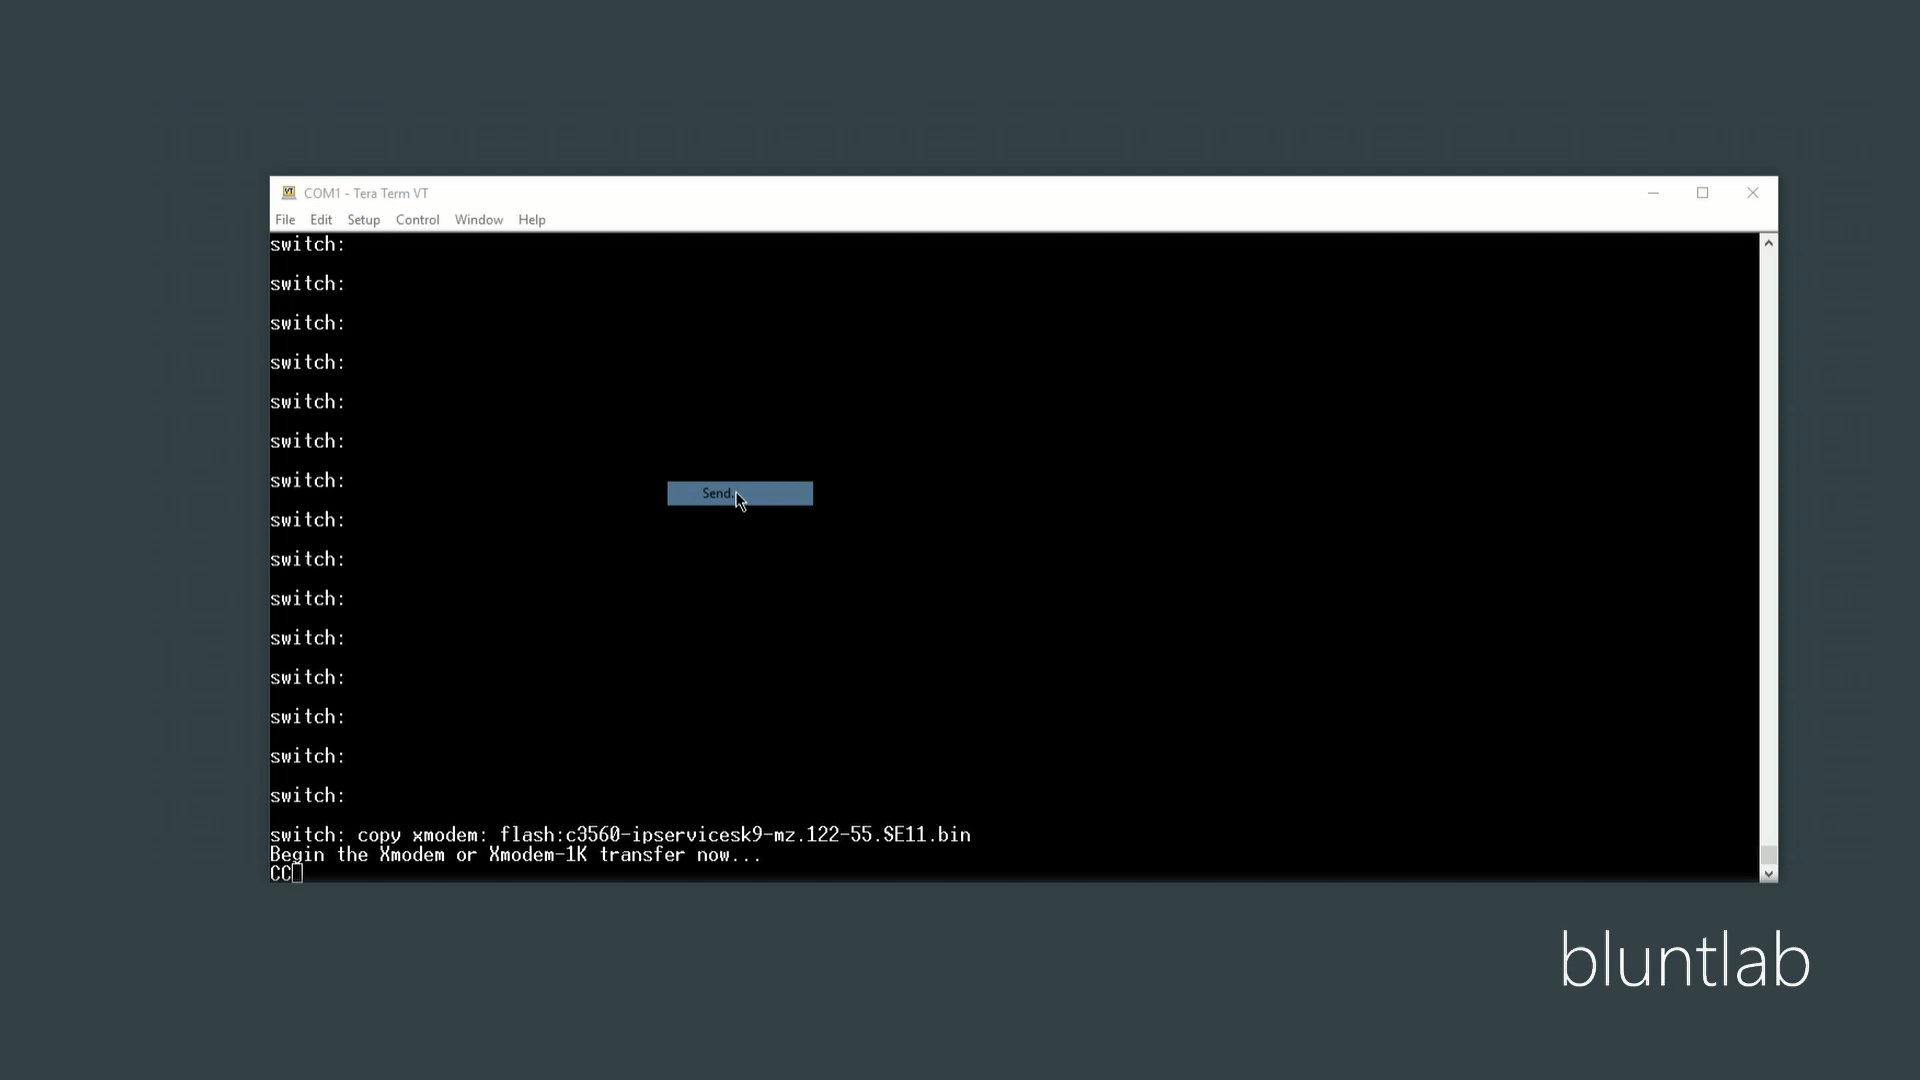 COM1 - Tera Term VT
File Edit Setup Control Window Help
switch:
switch:
switch:
switch:
switch:
switch:
switch:
Send..
switch:
switch:
switch:
switch:
switch:
switch:
switch:
switch:
switch: copy xmodem: flash:c3560-ipservicesk9-mz.122-55.SE11.bin
Begin the Xmodem or Xmodem-1K transfer now...
CC
bluntlab